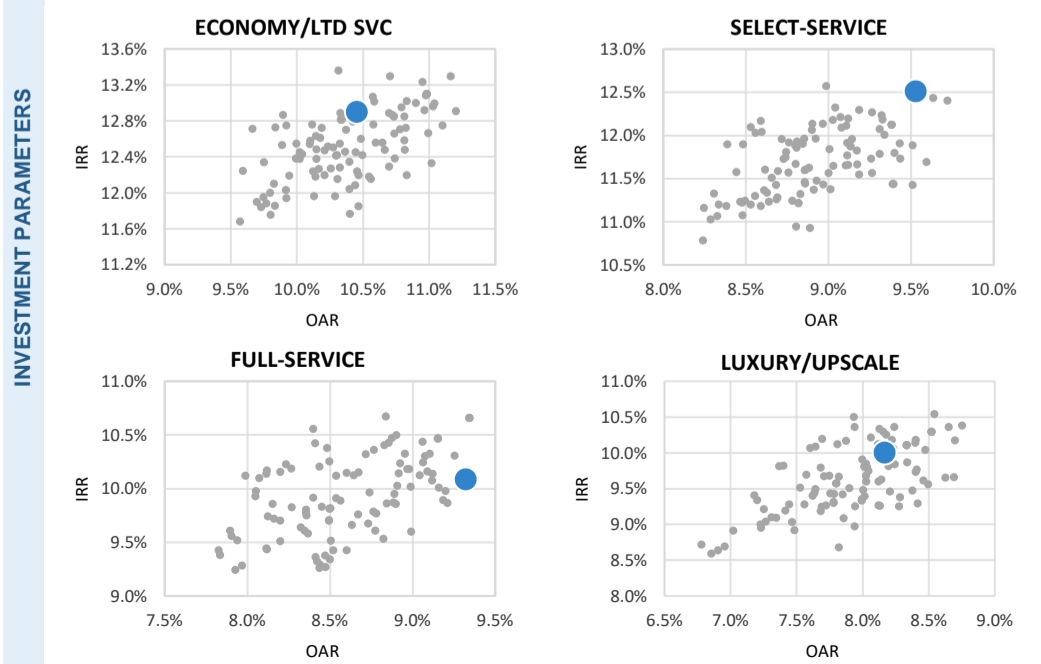 INVESTMENT PARAMETERS
ECONOMY/LTD SVC
13.6%
13.2%
12.8%
12.4%
12.0%
11.6%
11.2%
IRR
9.0% 9.5% 10.0% 10.5% 11.0% 11.5%
OAR
SELECT-SERVICE
13.0%
12.5%
12.0%
11.5%
11.0%
10.5%
IRR
8.0% 8.5% 9.0% 9.5% 10.0%
OAR
FULL-SERVICE
11.0%
10.5%
10.0%
9.5%
9.0%
IRR
7.5% 8.0% 8.5% 9.0% 9.5%
OAR
LUXURY/UPSCALE
11.0%
10.5%
10.0%
9.5%
9.0%
8.5%
8.0%
IRR
6.5% 7.0% 7.5% 8.0% 8.5% 9.0%
OAR